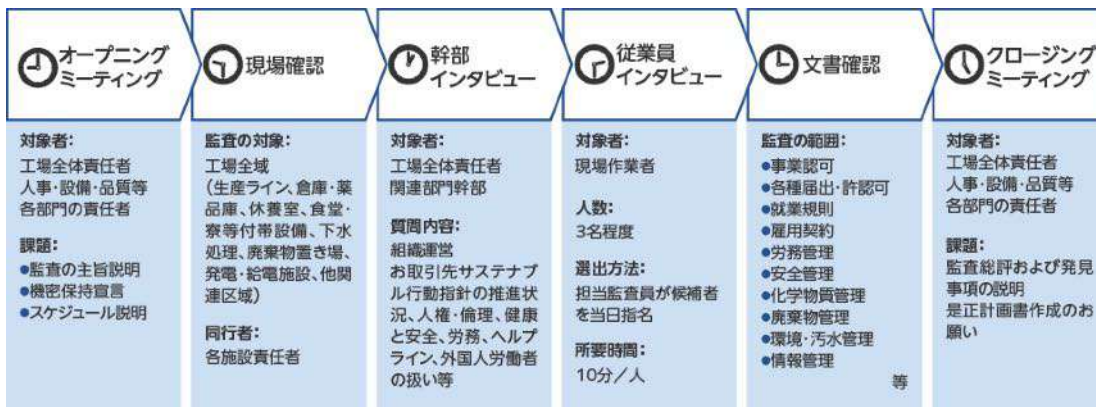 オープニング
ミーティング
対象者：
工場全体責任者
人事・設備・品質等
各部門の責任者
課題：
●監査の主旨説明
●機密保持宣言
●スケジュール説明
現場確認
監査の対象：
工場全域
（生産ライン、倉庫・薬
品庫、休養室、食堂・
寮等付帯設備、下水
処理、廃棄物置き場、
発電・給電施設、他関
連区域）
同行者：
各施設責任者
幹部
インタビュー
対象者：
工場全体責任者
関連部門幹部
質問内容：
組織運営
お取引先サステナブ
ル行動指針の推進状
況、人権・倫理、健康
と安全、労務、ヘルプ
ライン、外国人労働者
の扱い等
従業員
インタビュー
対象者：
現場作業者
人数：
3名程度
選出方法：
担当監査員が候補者
を当日指名
所要時間：
10分／人
文書確認
監査の範囲：
●事業認可
●各種届出・許認可
●就業規則
●雇用契約
●労務管理
●安全管理
●化学物質管理
●廃棄物管理
●環境・汚水管理
●情報管理
等
クロージング
ミーティング
対象者：
工場全体責任者
人事・設備・品質等
各部門の責任者
課題：
監査総評および発見
事項の説明
是正計画書作成のお
願い